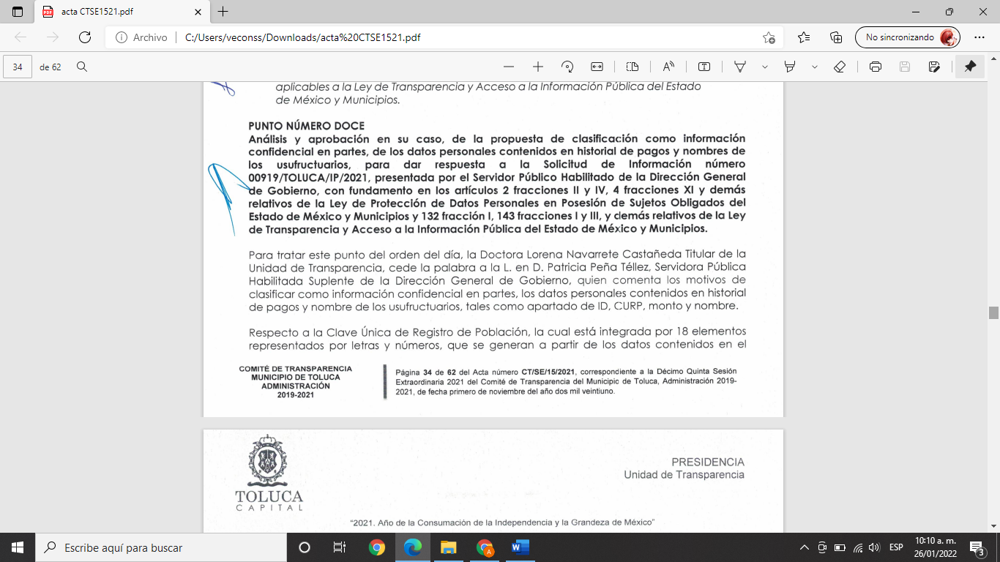 acta CTSE1521.pdf
Archivo
C:/Users/veconss/Downloads/acta%20CTSE1521.pdf
No sincronizando
34
de 62
aplicables a la Ley de Transparencia y Acceso a la Información Pública del Estado
de México y Municipios.
PUNTO NÚMERO DOCE
Análisis y aprobación en su caso, de la propuesta de clasificación como información
confidencial en partes, de los datos personales contenidos en historial de pagos y nombres de
los usufructuarios, para dar respuesta a la Solicitud de Información número
00919/TOLUCA/IP/2021, presentada por el Servidor Público Habilitado de la Dirección General
de Gobierno, con fundamento en los artículos 2 fracciones II y IV, 4 fracciones XI y demás
relativos de la Ley de Protección de Datos Personales en Posesión de Sujetos Obligados del
Estado de México y Municipios y 132 fracción I, 143 fracciones I y III, y demás relativos de la Ley
de Transparencia y Acceso a la Información Pública del Estado de México y Municipios.
Para tratar este punto del orden del día, la Doctora Lorena Navarrete Castañeda Titular de la
Unidad de Transparencia, cede la palabra a la L. en D. Patricia Peña Téllez, Servidora Pública
Habilitada Suplente de la Dirección General de Gobierno, quien comenta los motivos de
clasificar como información confidencial en partes, los datos personales contenidos en historial
de pagos y nombre de los usufructuarios, tales como apartado de ID, CURP, monto y nombre.
Respecto a la Clave Única de Registro de Población, la cual está integrada por 18 elementos
representados por letras y números, que se generan a partir de los datos contenidos en el
COMITÉ DE TRANSPARENCIA
MUNICIPIO DE TOLUCA
ADMINISTRACIÓN
2019-2021
Página 34 de 62 del Acta número CT/SE/15/2021, correspondiente a la Décimo Quinta Sesión
Extraordinaria 2021 del Comité de Transparencia del Municipio de Toluca, Administración 2019-
2021, de fecha primero de noviembre del año dos mil veintiuno.
TOLUCA
CAPITAL
PRESIDENCIA
Unidad de Transparencia
"2021. Año de la Consumación de la Independencia y la Grandeza de México"
Escribe aquí para buscar
ESP
10:10 a. m.
26/01/2022
3